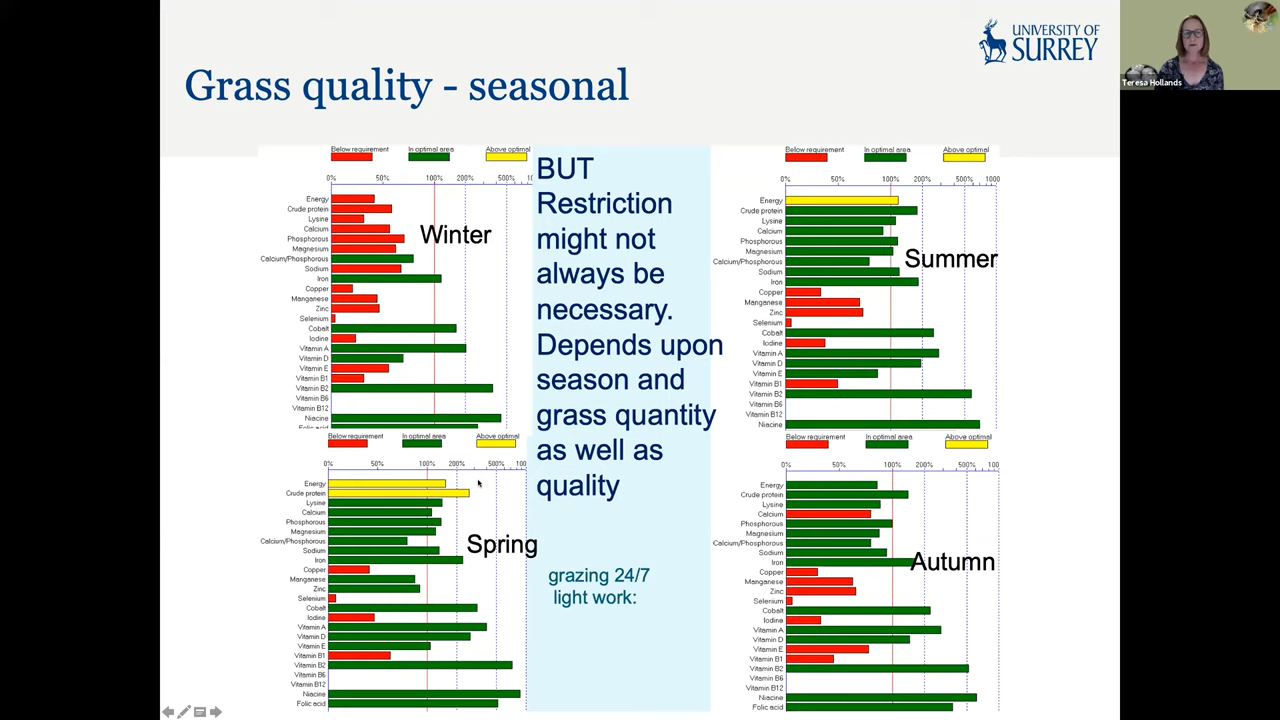 UNIVERSITY OF
SURREY
Teresa Hollands
Grass quality - seasonal
Below requirement In optimal area Above optimal
0% 50% 100% 200% 500%
Energy
Crude protein
Lysine
Calcium
Phosphorous
Magnesium
Calcium/Phosphorous
Sodium
Iron
Copper
Manganese
Zinc
Selenium
Cobalt
Iodine
Vitamin A
Vitamin D
Vitamin E
Vitamin B1
Vitamin B2
Vitamin B6
Vitamin B12
Niacine
Folic acid
Winter
BUT
Restriction
might not
always be
necessary.
Depends upon
season and
grass quantity
as well as
quality
grazing 24/7
light work:
Below requirement In optimal area Above optimal
0% 50% 100% 200% 500% 1000
Energy
Crude protein
Lysine
Calcium
Phosphorous
Magnesium
Calcium/Phosphorous
Sodium
Iron
Copper
Manganese
Zinc
Selenium
Cobalt
Iodine
Vitamin A
Vitamin D
Vitamin E
Vitamin B1
Vitamin B2
Vitamin B6
Vitamin B12
Niacine
Summer
Below requirement In optimal area Above optimal
0% 50% 100% 200% 500% 100
Energy
Crude protein
Lysine
Calcium
Phosphorous
Magnesium
Calcium/Phosphorous
Sodium
Iron
Copper
Manganese
Zinc
Selenium
Cobalt
Iodine
Vitamin A
Vitamin D
Vitamin E
Vitamin B1
Vitamin B2
Vitamin B6
Vitamin B12
Niacine
Folic acid
Spring
Below requirement In optimal area Above optimal
0% 50% 100% 200% 500% 100
Energy
Crude protein
Lysine
Calcium
Phosphorous
Magnesium
Calcium/Phosphorous
Sodium
Iron
Copper
Manganese
Zinc
Selenium
Cobalt
Iodine
Vitamin A
Vitamin D
Vitamin E
Vitamin B1
Vitamin B2
Vitamin B6
Vitamin B12
Niacine
Folic acid
Autumn